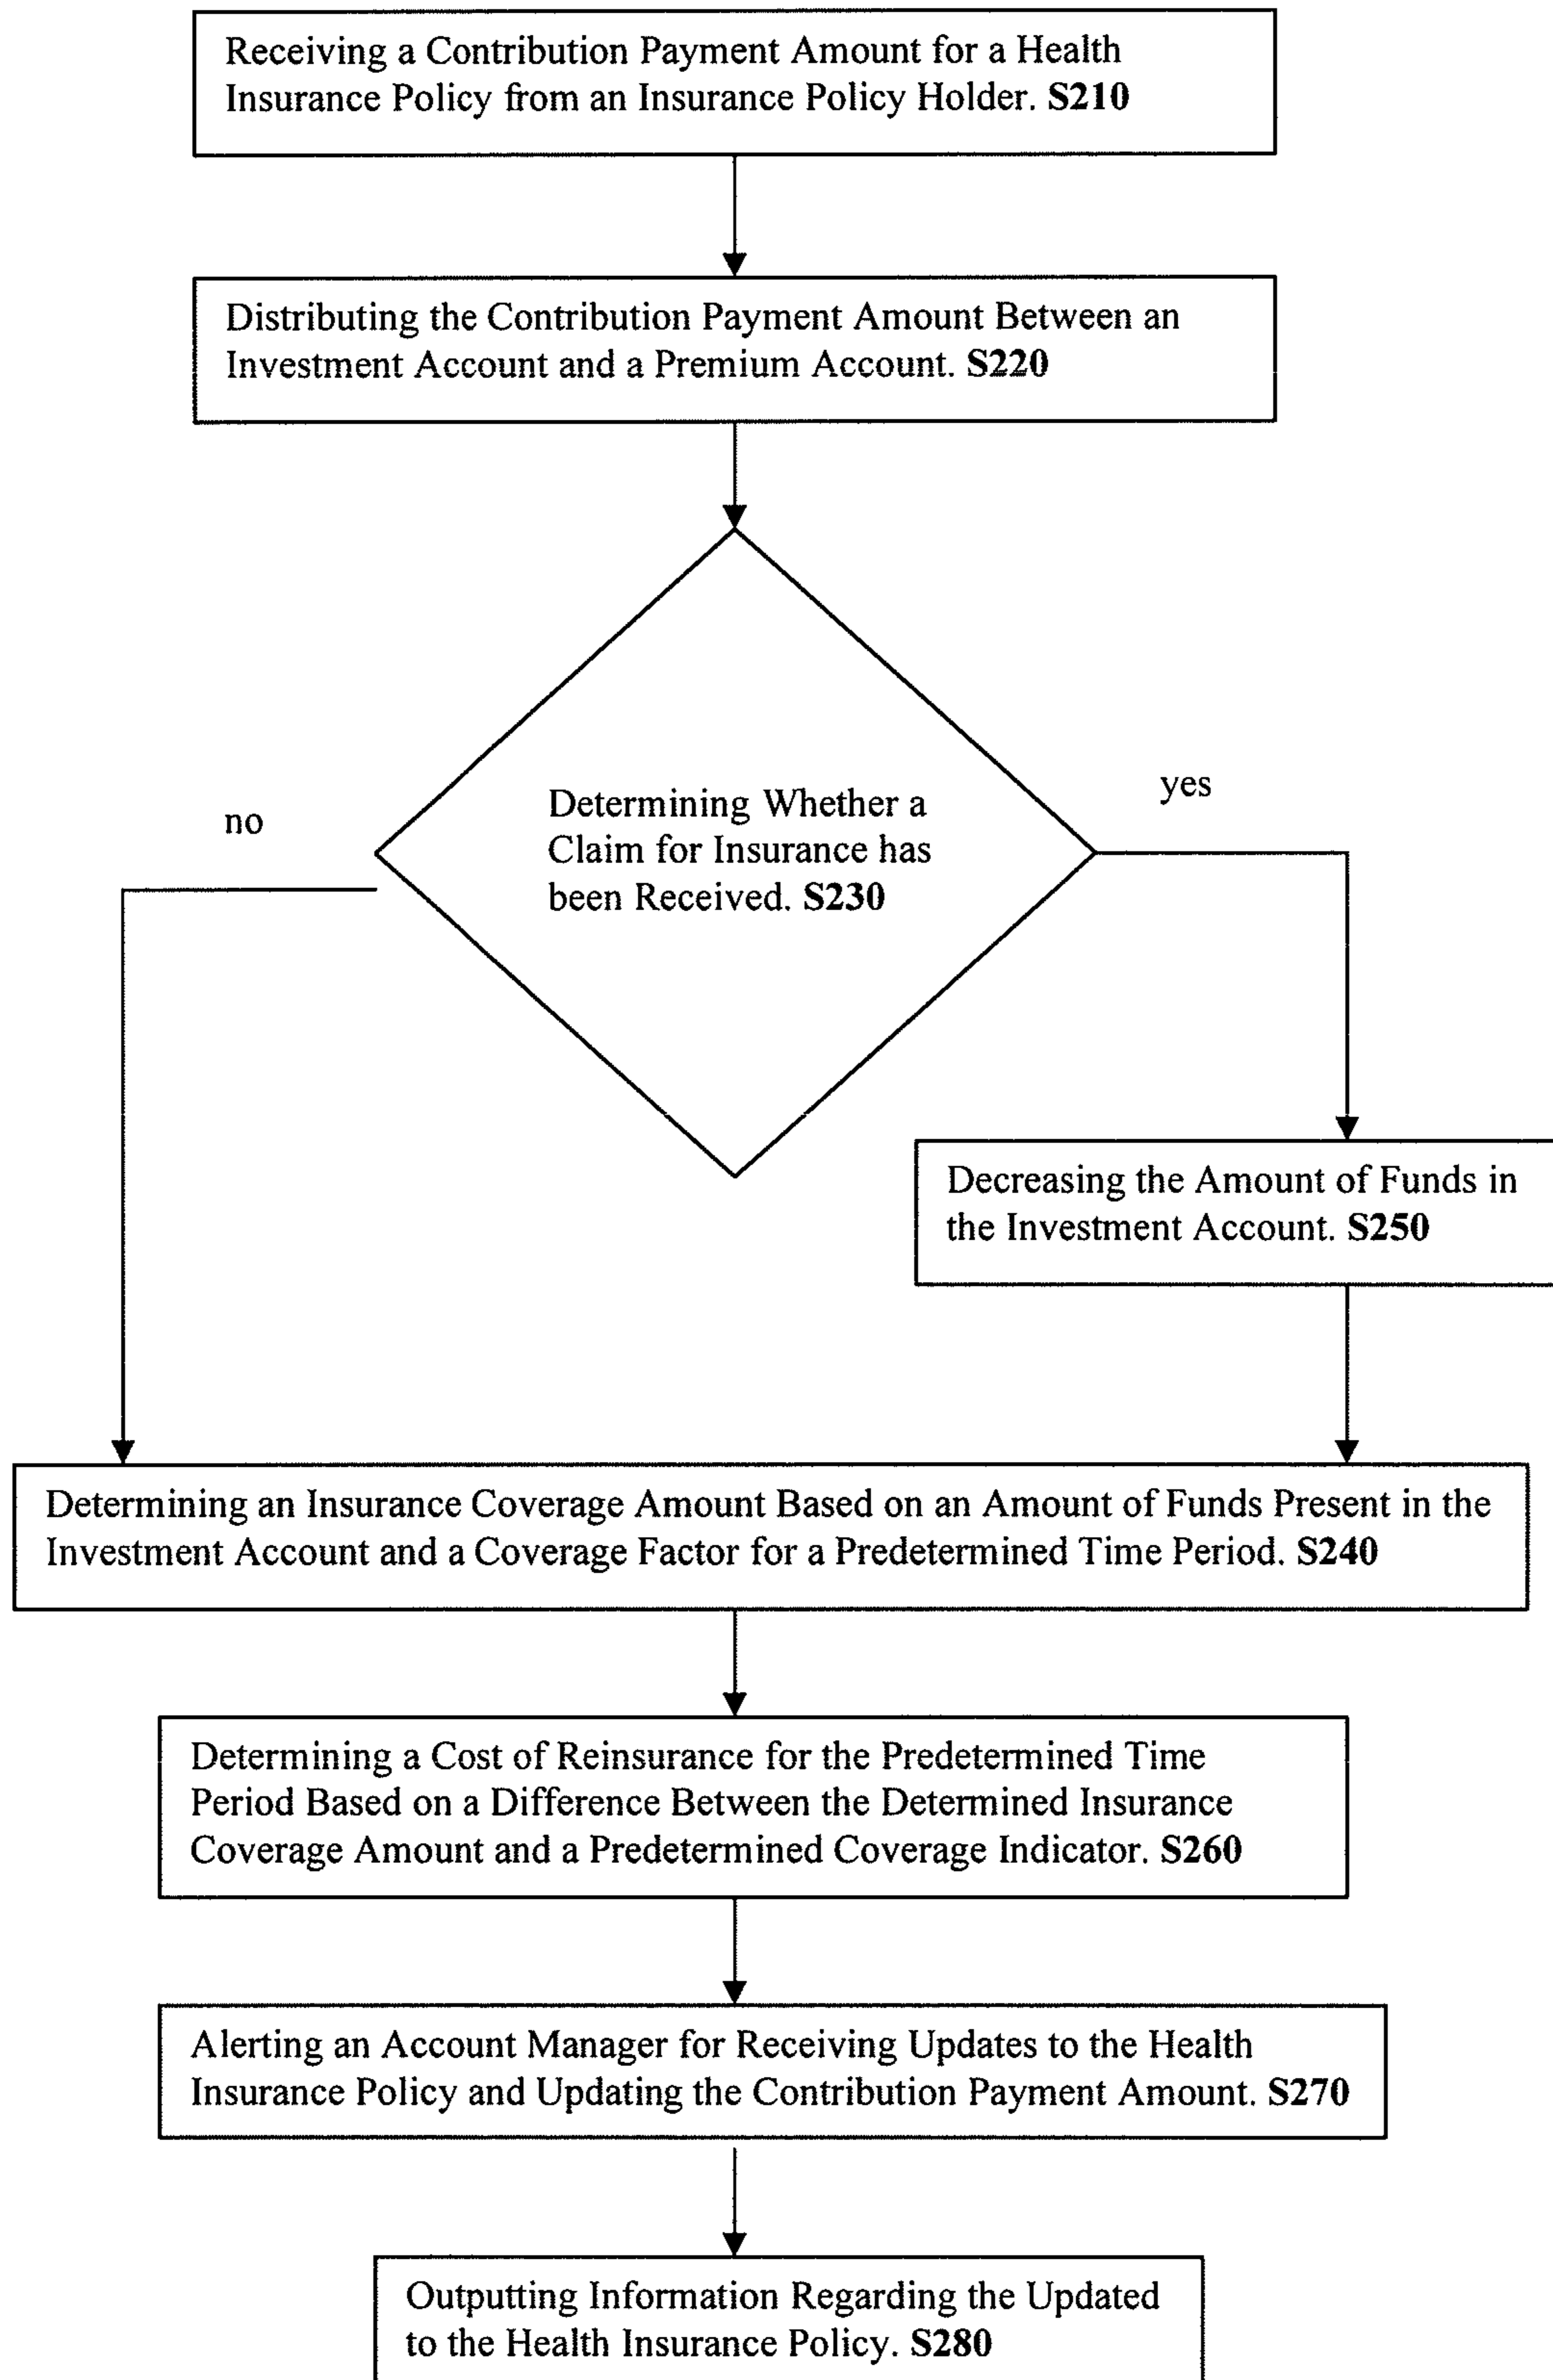 Receiving a Contribution Payment Amount for a Health
Insurance Policy from an Insurance Policy Holder. S210
Distributing the Contribution Payment Amount Between an
Investment Account and a Premium Account. S220
yes
no
Determining Whether a
Claim for Insurance has
been Received. S230
Decreasing the Amount of Funds in
the Investment Account. S250
Determining an Insurance Coverage Amount Based on an Amount of Funds Present in the
Investment Account and a Coverage Factor for a Predetermined Time Period. S240
Determining a Cost of Reinsurance for the Predetermined Time
Period Based on a Difference Between the Determined Insurance
Coverage Amount and a Predetermined Coverage Indicator. S260
Alerting an Account Manager for Receiving Updates to the Health
Insurance Policy and Updating the Contribution Payment Amount. S270
Outputting Information Regarding the Updated
to the Health Insurance Policy. S280